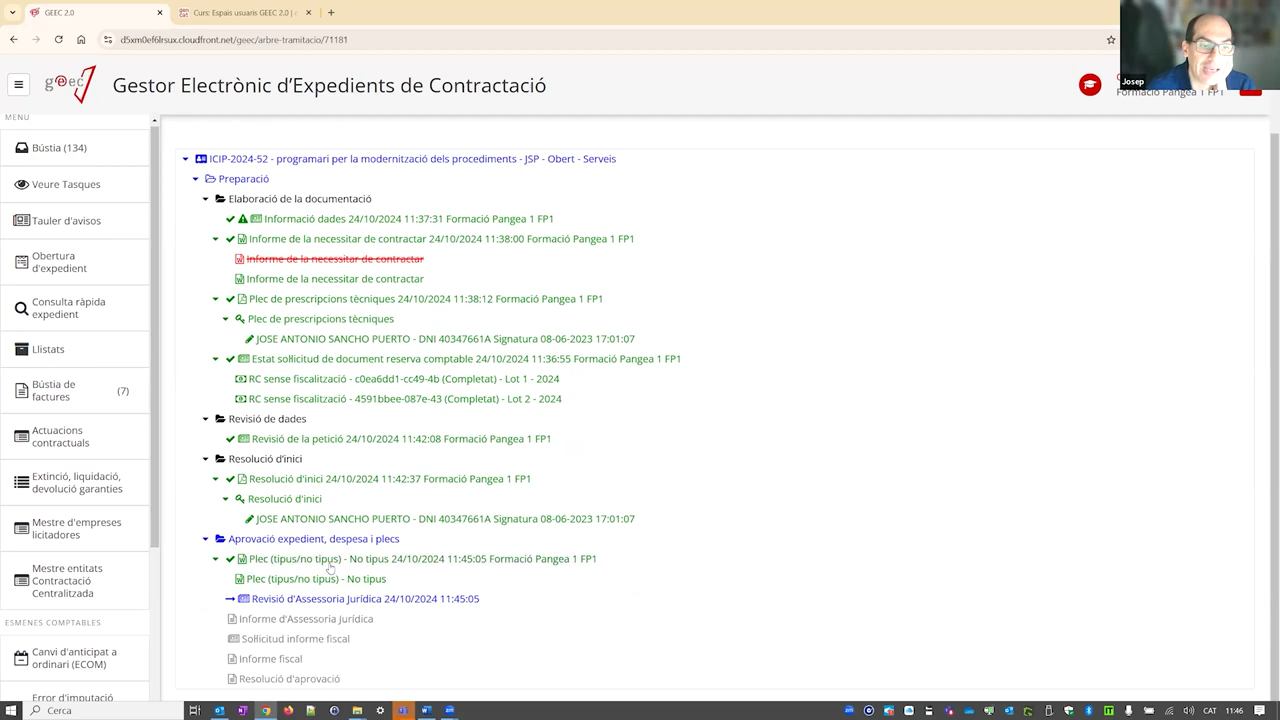 GEEC 2.0
Curs: Espais usuaris GEEC 2.0 |
d5xm0ef6lrsux.cloudfront.net/geec/arbre-tramitacio/71181
geec
Gestor Electrònic d'Expedients de Contractació
Josep
Formació Pangea 1 FP1
MENU
Bústia (134)
Veure Tasques
Tauler d'avisos
Obertura
d'expedient
Consulta ràpida
expedient
Llistats
Bústia de
factures
(7)
Actuacions
contractuals
Extinció, liquidació,
devolució garanties
Mestre d'empreses
licitadores
Mestre entitats
Contractació
Centralitzada
ESMENES COMPTABLES
Canvi d'anticipat a
ordinari (ECOM)
Error d'imputació
ICIP-2024-52 - programari per la modernització dels procediments - JSP - Obert - Serveis
Preparació
Elaboració de la documentació
Informació dades 24/10/2024 11:37:31 Formació Pangea 1 FP1
Informe de la necessitar de contractar 24/10/2024 11:38:00 Formació Pangea 1 FP1
Informe de la necessitar de contractar
Informe de la necessitar de contractar
Plec de prescripcions tècniques 24/10/2024 11:38:12 Formació Pangea 1 FP1
Plec de prescripcions tècniques
JOSE ANTONIO SANCHO PUERTO - DNI 40347661A Signatura 08-06-2023 17:01:07
Estat sol·licitud de document reserva comptable 24/10/2024 11:36:55 Formació Pangea 1 FP1
RC sense fiscalització - c0ea6dd1-cc49-4b (Completat) - Lot 1 - 2024
RC sense fiscalització - 4591bbee-087e-43 (Completat) - Lot 2 - 2024
Revisió de dades
Revisió de la petició 24/10/2024 11:42:08 Formació Pangea 1 FP1
Resolució d'inici
Resolució d'inici 24/10/2024 11:42:37 Formació Pangea 1 FP1
Resolució d'inici
JOSE ANTONIO SANCHO PUERTO - DNI 40347661A Signatura 08-06-2023 17:01:07
Aprovació expedient, despesa i plecs
Plec (tipus/no tipus) - No tipus 24/10/2024 11:45:05 Formació Pangea 1 FP1
Plec (tipus/no tipus) - No tipus
Revisió d'Assessoria Jurídica 24/10/2024 11:45:05
Informe d'Assessoria Jurídica
Sol·licitud informe fiscal
Informe fiscal
Resolució d'aprovació
Cerca
CAT
11:46